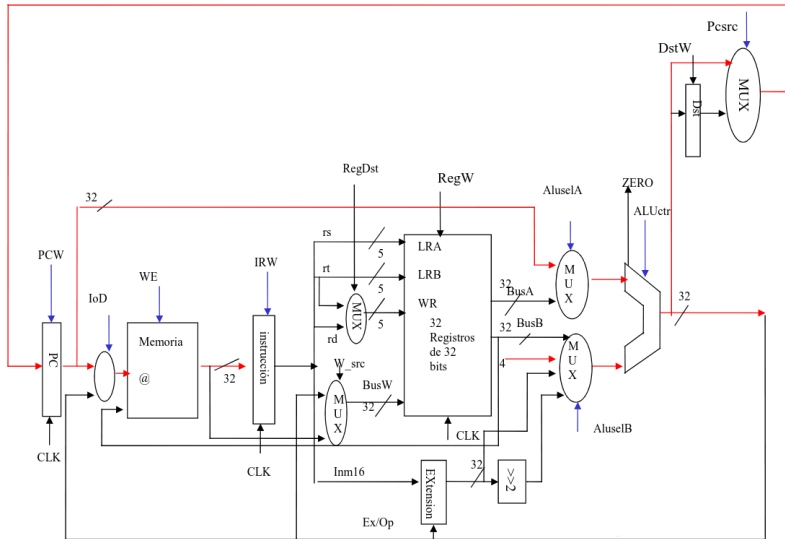 Pcsrc
DstW
MUX
Dst
RegDst
RegW
AluselA
ZERO
ALUctr
32
PCW
WE
IRW
IoD
rs
5
LRA
rt
5
LRB
5
WR
MUX
5
rd
M
U
X
32
BusA
32
BusB
32
Registros
de 32
bits
PC
Memoria
@
32
instrucción
W_src
M
U
X
BusW
32
4
M
U
X
32
CLK
CLK
CLK
AluselB
Inm16
EXtension
32
>>2
Ex/Op